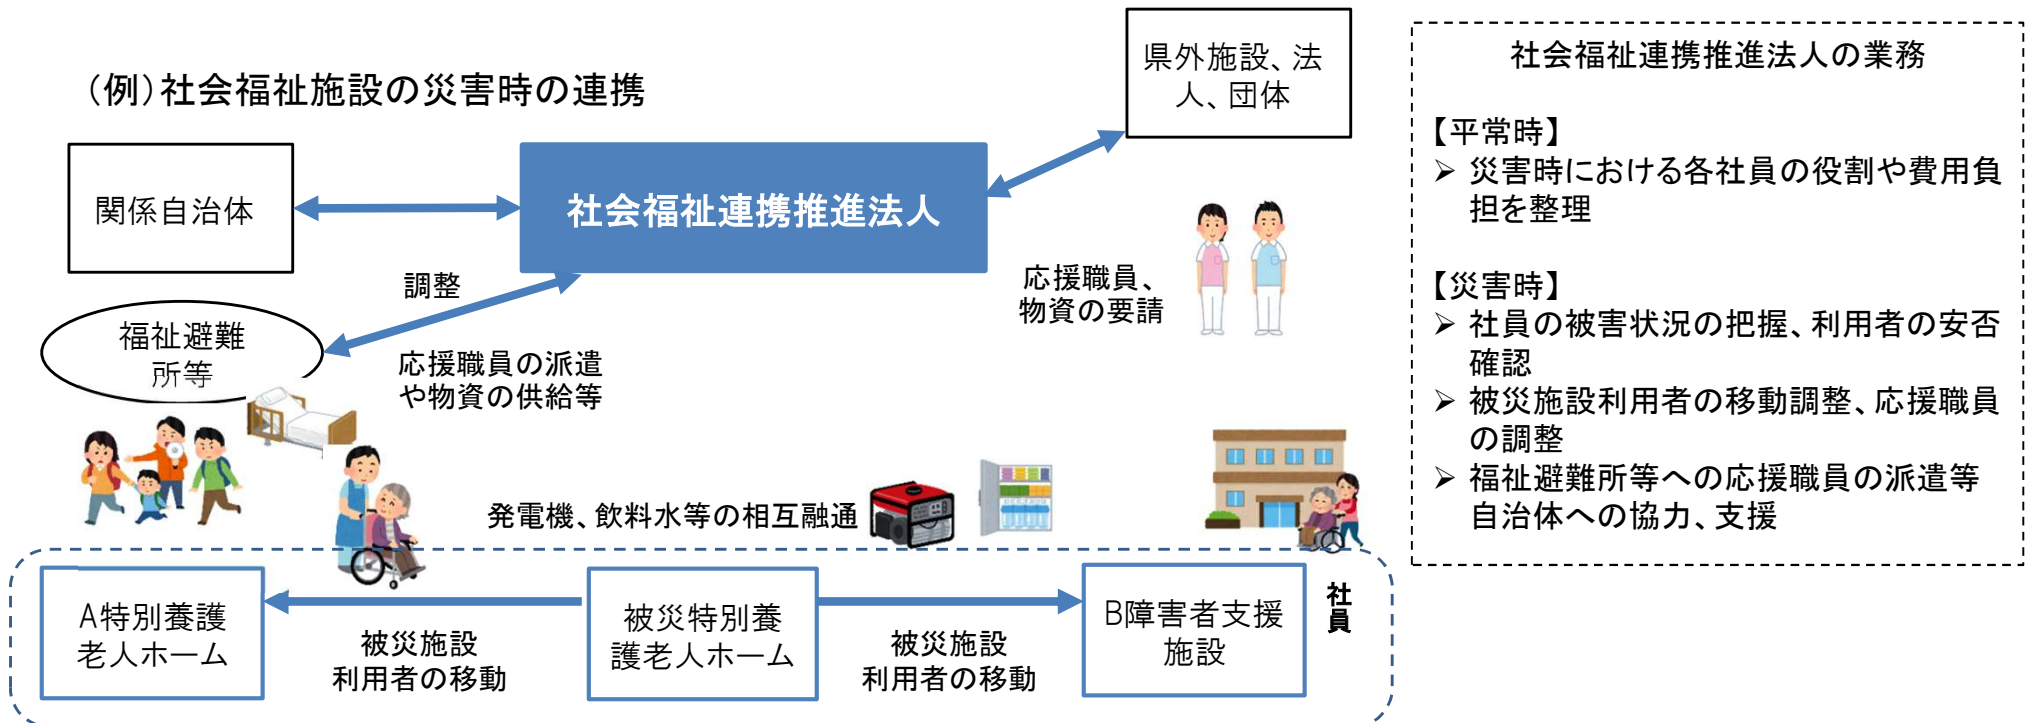 (例)社会福祉施設の災害時の連携
県外施設、法
人、団体
関係自治体
社会福祉連携推進法人
調整
福祉避難
所等
応援職員の派遣
や物資の供給等
応援職員、
物資の要請
発電機、飲料水等の相互融通
A特別養護
老人ホーム
被災施設
利用者の移動
被災特別養
護老人ホーム
被災施設
利用者の移動
B障害者支援
施設
社員
社会福祉連携推進法人の業務
【平常時】
➢ 災害時における各社員の役割や費用負
担を整理
【災害時】
➢ 社員の被害状況の把握、利用者の安否
確認
➢ 被災施設利用者の移動調整、応援職員
の調整
➢ 福祉避難所等への応援職員の派遣等
自治体への協力、支援